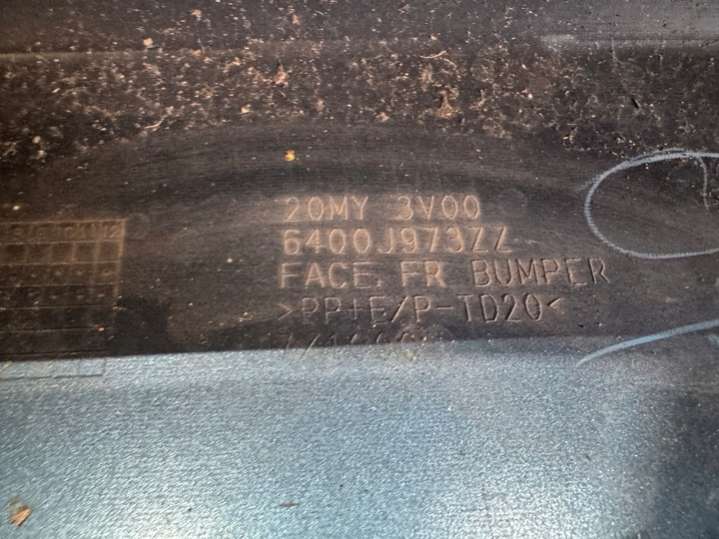 20MY 3V00
6400J973ZZ
FACE, FR BUMPER
>PP+E/P-TD20<